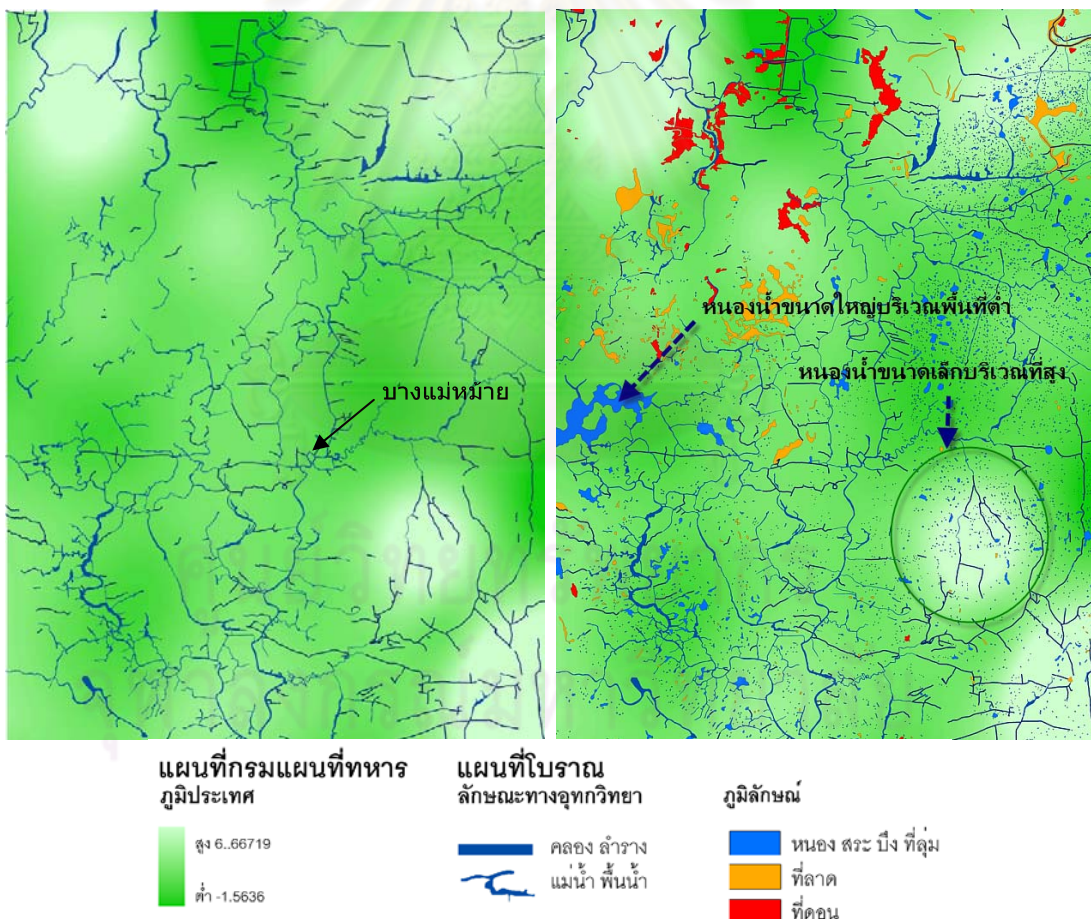 หนองน้ำขนาดใหญ่บริเวณพื้นที่ต่ำ
หนองน้ำขนาดเล็กบริเวณที่สูง
บางแม่หม้าย
แผนที่กรมแผนที่ทหาร
ภูมิประเทศ
สูง 6..66719
ต่ำ -1.5636
แผนที่โบราณ
ลักษณะทางอุทกวิทยา
คลอง ลำราง
แม่น้ำ พื้นน้ำ
ภูมิลักษณ์
หนอง สระ บึง ที่ลุ่ม
ที่ลาด
ที่ดอน